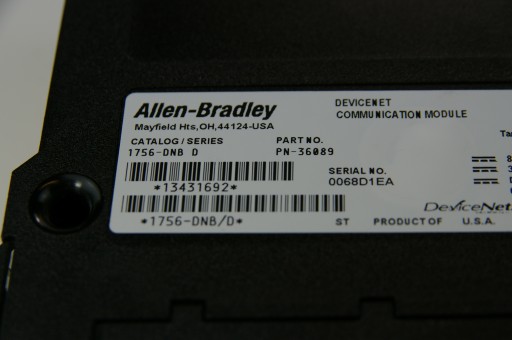 Allen-Bradley
Mayfield Hts,OH,44124-USA
DEVICENET
COMMUNICATION MODULE
CATALOG / SERIES
PART NO.
1756-DNB D
PN-36089
*13431692*
SERIAL NO.
0068D1EA
*1756-DNB/D*
ST
PRODUCT OF U.S.A.
DeviceNet